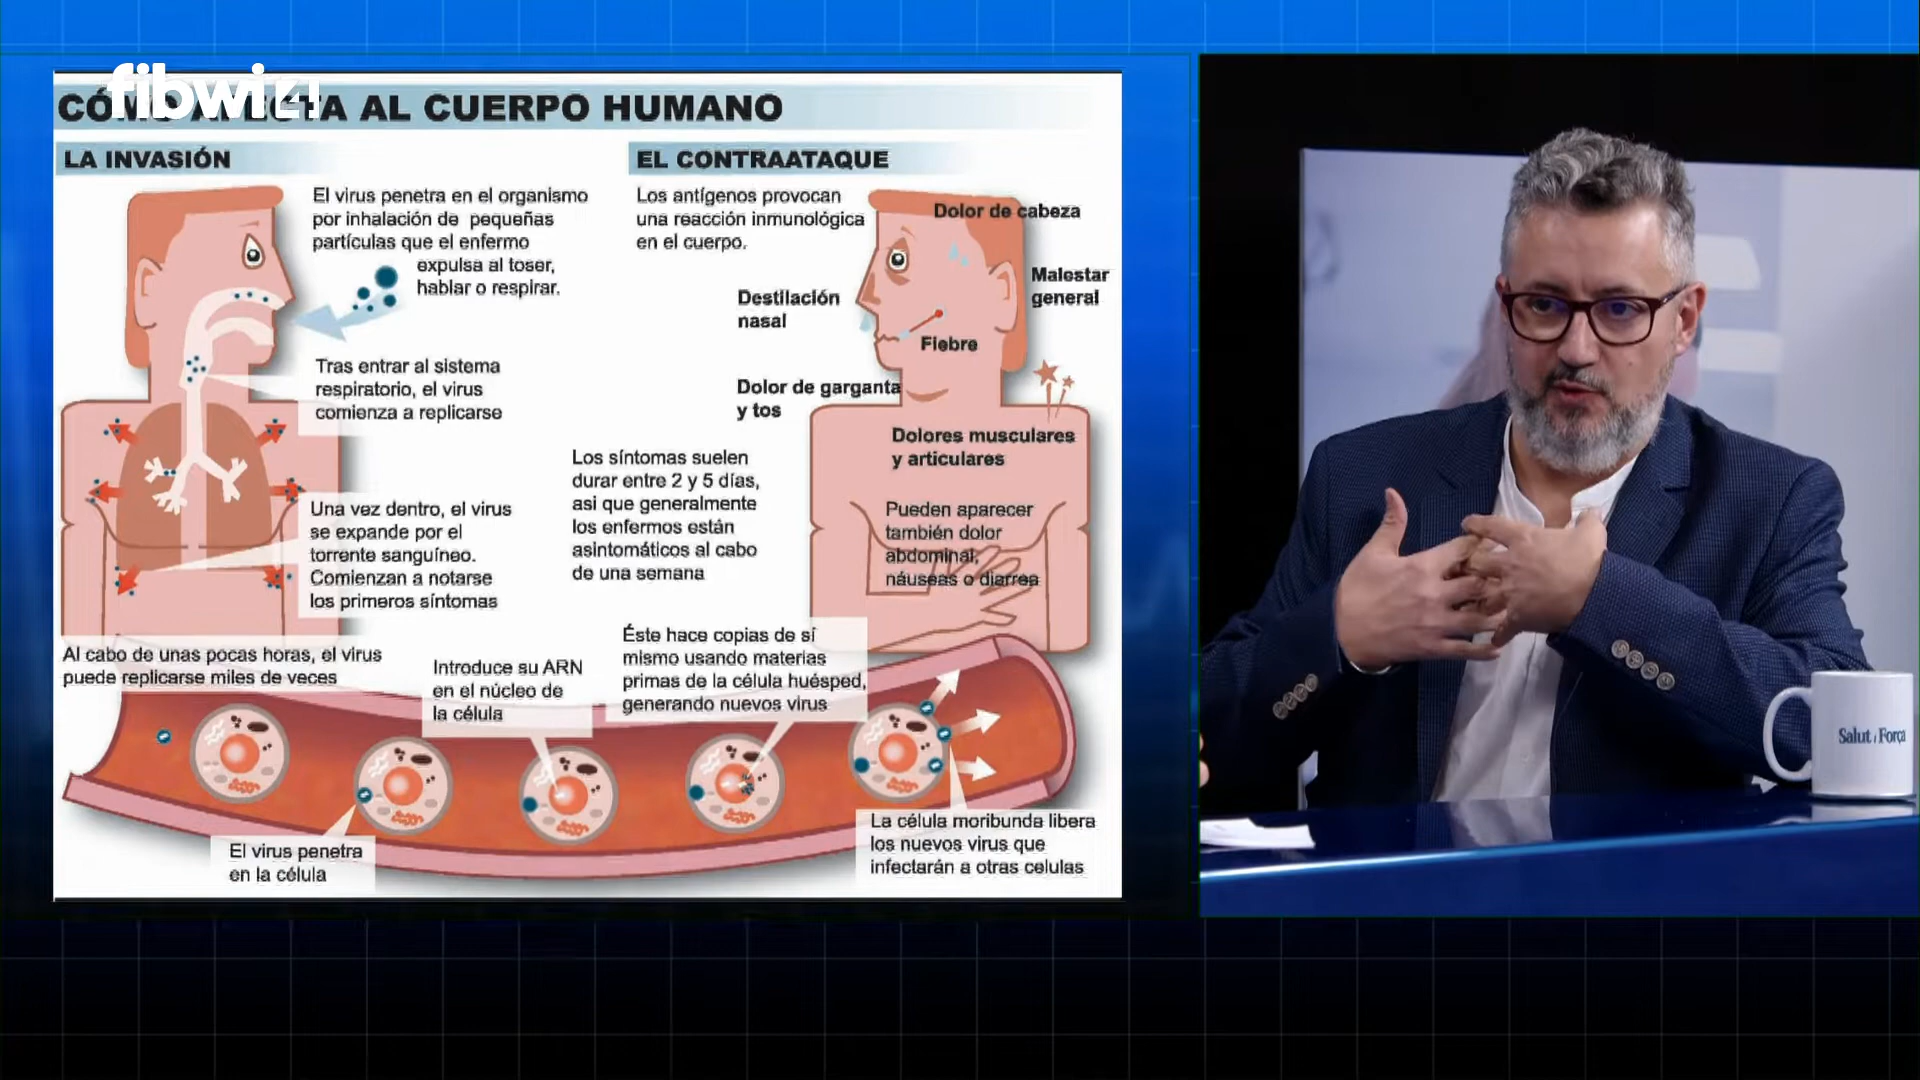 fibwi4
CÓMO AFECTA AL CUERPO HUMANO
LA INVASIÓN
El virus penetra en el organismo
por inhalación de pequeñas
partículas que el enfermo
expulsa al toser,
hablar o respirar.
Tras entrar al sistema
respiratorio, el virus
comienza a replicarse
Una vez dentro, el virus
se expande por el
torrente sanguíneo.
Comienzan a notarse
los primeros síntomas
Al cabo de unas pocas horas, el virus
puede replicarse miles de veces
EL CONTRAATAQUE
Los antígenos provocan
una reacción inmunológica
en el cuerpo.
Dolor de cabeza
Malestar
general
Destilación
nasal
Fiebre
Dolor de garganta
y tos
Dolores musculares
y articulares
Los síntomas suelen
durar entre 2 y 5 días,
asi que generalmente
los enfermos están
asintomáticos al cabo
de una semana
Pueden aparecer
también dolor
abdominal,
náuseas o diarrea
El virus penetra
en la célula
Introduce su ARN
en el núcleo de
la célula
Éste hace copias de sí
mismo usando materias
primas de la célula huésped,
generando nuevos virus
La célula moribunda libera
los nuevos virus que
infectarán a otras celulas
Salut i Força